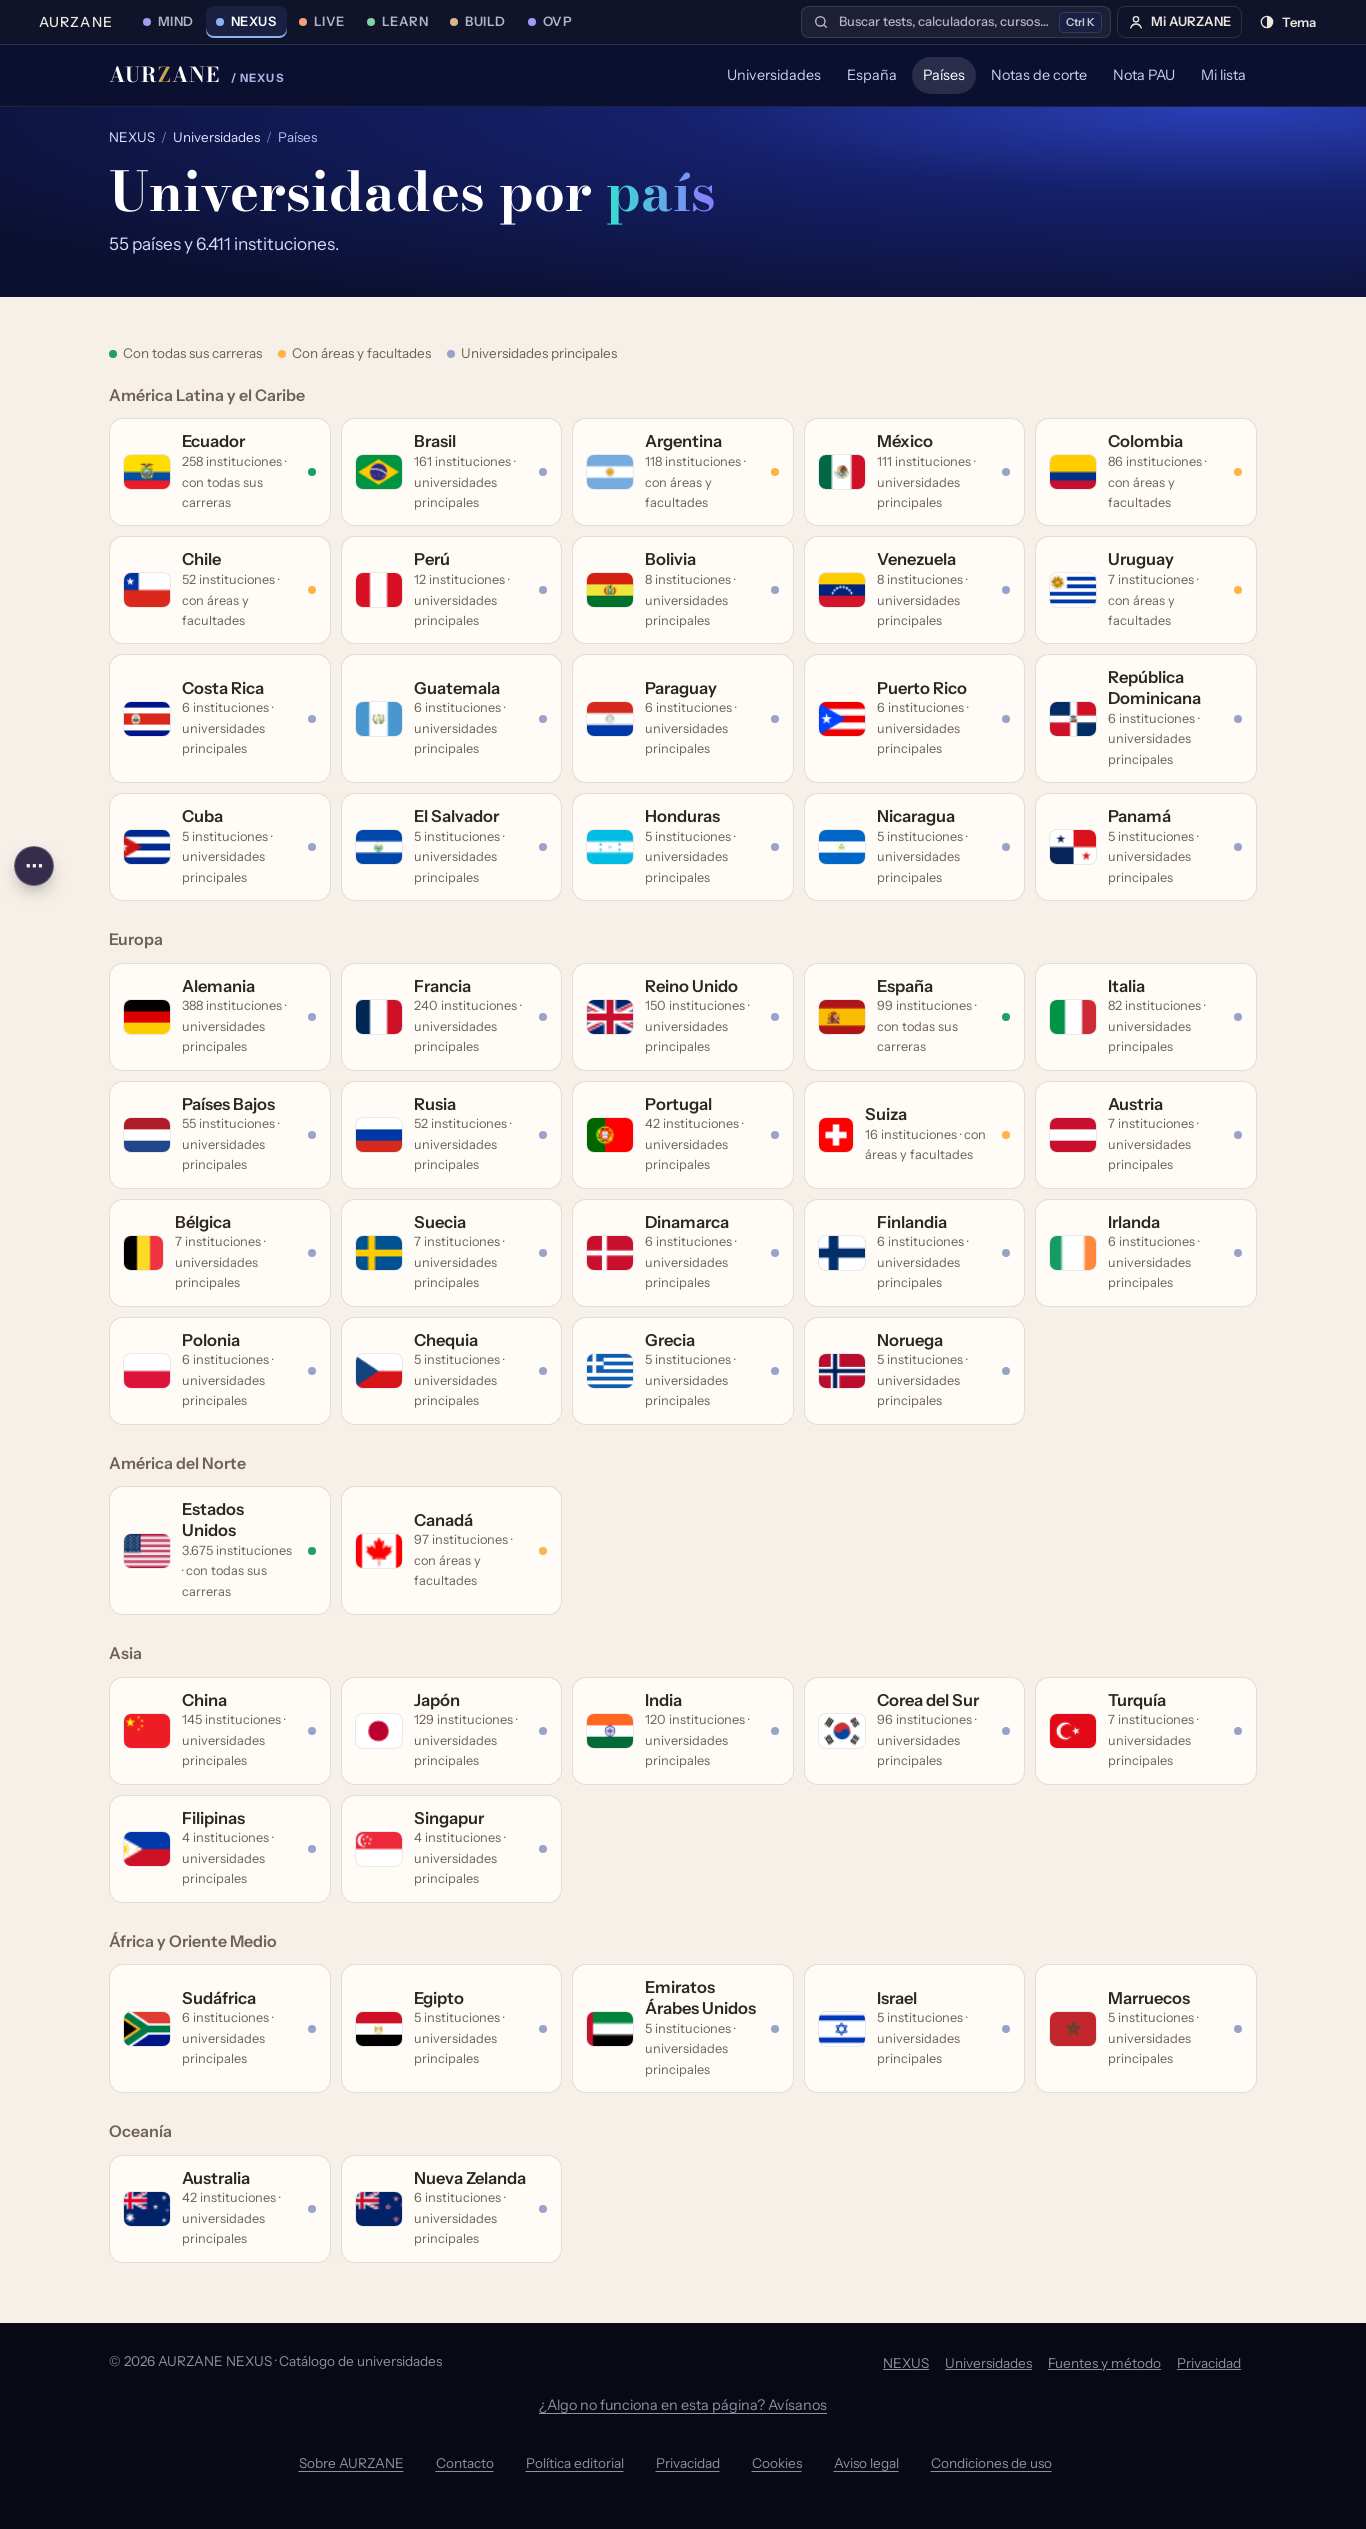 AURZANE
MIND
NEXUS
LIVE
LEARN
BUILD
OVP
Buscar tests, calculadoras, cursos...
Ctrl K
Mi AURZANE
Tema
AURZANE / NEXUS
Universidades
España
Países
Notas de corte
Nota PAU
Mi lista
NEXUS / Universidades / Países
Universidades por país
55 países y 6.411 instituciones.
Con todas sus carreras
Con áreas y facultades
Universidades principales
América Latina y el Caribe
Ecuador
258 instituciones ·
con todas sus
carreras
Brasil
161 instituciones ·
universidades
principales
Argentina
118 instituciones ·
con áreas y
facultades
México
111 instituciones ·
universidades
principales
Colombia
86 instituciones ·
con áreas y
facultades
Chile
52 instituciones ·
con áreas y
facultades
Perú
12 instituciones ·
universidades
principales
Bolivia
8 instituciones ·
universidades
principales
Venezuela
8 instituciones ·
universidades
principales
Uruguay
7 instituciones ·
con áreas y
facultades
Costa Rica
6 instituciones ·
universidades
principales
Guatemala
6 instituciones ·
universidades
principales
Paraguay
6 instituciones ·
universidades
principales
Puerto Rico
6 instituciones ·
universidades
principales
República
Dominicana
6 instituciones ·
universidades
principales
Cuba
5 instituciones ·
universidades
principales
El Salvador
5 instituciones ·
universidades
principales
Honduras
5 instituciones ·
universidades
principales
Nicaragua
5 instituciones ·
universidades
principales
Panamá
5 instituciones ·
universidades
principales
Europa
Alemania
388 instituciones ·
universidades
principales
Francia
240 instituciones ·
universidades
principales
Reino Unido
150 instituciones ·
universidades
principales
España
99 instituciones ·
con todas sus
carreras
Italia
82 instituciones ·
universidades
principales
Países Bajos
55 instituciones ·
universidades
principales
Rusia
52 instituciones ·
universidades
principales
Portugal
42 instituciones ·
universidades
principales
Suiza
16 instituciones · con
áreas y facultades
Austria
7 instituciones ·
universidades
principales
Bélgica
7 instituciones ·
universidades
principales
Suecia
7 instituciones ·
universidades
principales
Dinamarca
6 instituciones ·
universidades
principales
Finlandia
6 instituciones ·
universidades
principales
Irlanda
6 instituciones ·
universidades
principales
Polonia
6 instituciones ·
universidades
principales
Chequia
5 instituciones ·
universidades
principales
Grecia
5 instituciones ·
universidades
principales
Noruega
5 instituciones ·
universidades
principales
América del Norte
Estados
Unidos
3.675 instituciones
· con todas sus
carreras
Canadá
97 instituciones ·
con áreas y
facultades
Asia
China
145 instituciones ·
universidades
principales
Japón
129 instituciones ·
universidades
principales
India
120 instituciones ·
universidades
principales
Corea del Sur
96 instituciones ·
universidades
principales
Turquía
7 instituciones ·
universidades
principales
Filipinas
4 instituciones ·
universidades
principales
Singapur
4 instituciones ·
universidades
principales
África y Oriente Medio
Sudáfrica
6 instituciones ·
universidades
principales
Egipto
5 instituciones ·
universidades
principales
Emiratos
Árabes Unidos
5 instituciones ·
universidades
principales
Israel
5 instituciones ·
universidades
principales
Marruecos
5 instituciones ·
universidades
principales
Oceanía
Australia
42 instituciones ·
universidades
principales
Nueva Zelanda
6 instituciones ·
universidades
principales
© 2026 AURZANE NEXUS · Catálogo de universidades
NEXUS
Universidades
Fuentes y método
Privacidad
¿Algo no funciona en esta página? Avísanos
Sobre AURZANE
Contacto
Política editorial
Privacidad
Cookies
Aviso legal
Condiciones de uso